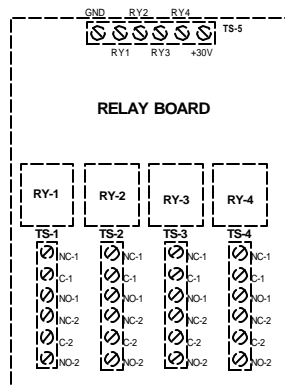 GND RY2 RY4
TS-5
RY1 RY3 +30V
RELAY BOARD
RY-1 RY-2 RY-3 RY-4
TS-1 TS-2 TS-3 TS-4
NC-1 NC-1 NC-1 NC-1
C-1 C-1 C-1 C-1
NO-1 NO-1 NO-1 NO-1
NC-2 NC-2 NC-2 NC-2
C-2 C-2 C-2 C-2
NO-2 NO-2 NO-2 NO-2